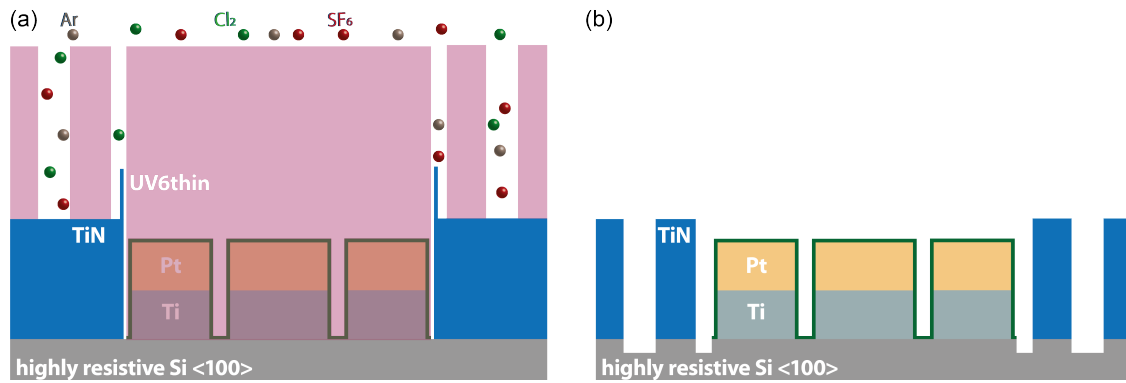 (a)
Ar
Cl₂
SF₆
UV6thin
TiN
Pt
Ti
highly resistive Si <100>
(b)
TiN
Pt
Ti
highly resistive Si <100>